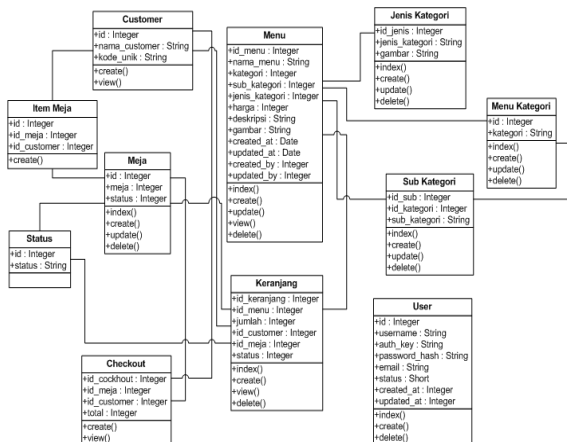 Customer
+id : Integer
+nama_customer : String
+kode_unik : String
+create()
+view()
Item Meja
+id : Integer
+id_meja : Integer
+id_customer : Integer
+create()
Meja
+id : Integer
+meja : Integer
+status : Integer
+index()
+create()
+update()
+delete()
Status
+id : Integer
+status : String
Checkout
+id_cockhout : Integer
+id_meja : Integer
+id_customer : Integer
+total : Integer
+create()
+view()
Menu
+id_menu : Integer
+nama_menu : String
+kategori : Integer
+sub_kategori : Integer
+jenis_kategori : Integer
+harga : Integer
+deskripsi : String
+gambar : String
+created_at : Date
+updated_at : Date
+created_by : Integer
+updated_by : Integer
+index()
+create()
+update()
+view()
+delete()
Keranjang
+id_keranjang : Integer
+id_menu : Integer
+jumlah : Integer
+id_customer : Integer
+id_meja : Integer
+status : Integer
+index()
+create()
+view()
+delete()
Jenis Kategori
+id_jenis : Integer
+jenis_kategori : String
+gambar : String
+index()
+create()
+update()
+delete()
Menu Kategori
+id : Integer
+kategori : String
+index()
+create()
+update()
+delete()
Sub Kategori
+id_sub : Integer
+id_kategori : Integer
+sub_kategori : String
+index()
+create()
+update()
+delete()
User
+id : Integer
+username : String
+auth_key : String
+password_hash : String
+email : String
+status : Short
+created_at : Integer
+updated_at : Integer
+index()
+create()
+delete()